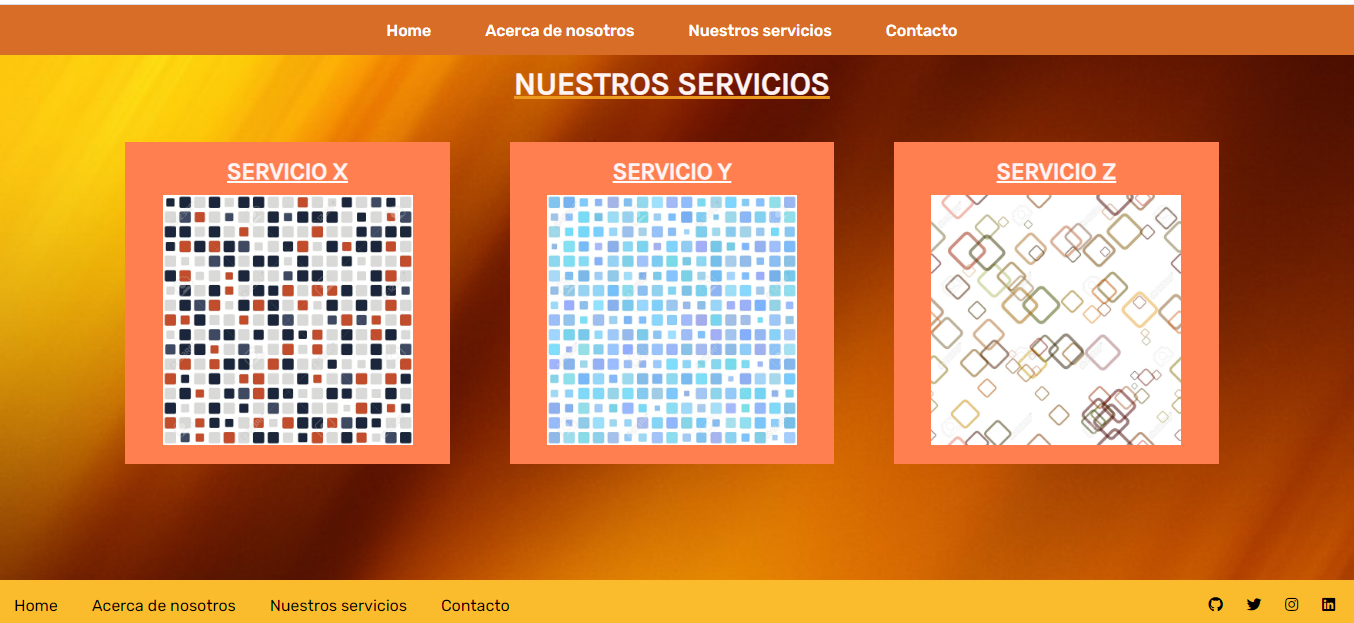 Home Acerca de nosotros Nuestros servicios Contacto
NUESTROS SERVICIOS
SERVICIO X
SERVICIO Y
SERVICIO Z
Home Acerca de nosotros Nuestros servicios Contacto